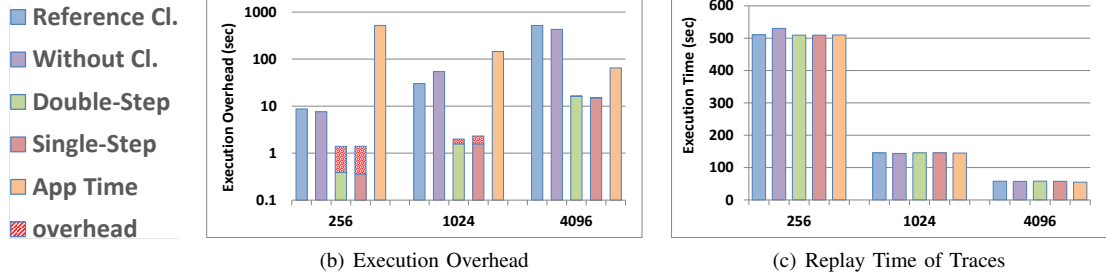 Reference Cl.
Without Cl.
Double-Step
Single-Step
App Time
overhead
Execution Overhead (sec)
1000
100
10
1
0.1
256 1024 4096
(b) Execution Overhead
Execution Time (sec)
600
500
400
300
200
100
0
256 1024 4096
(c) Replay Time of Traces